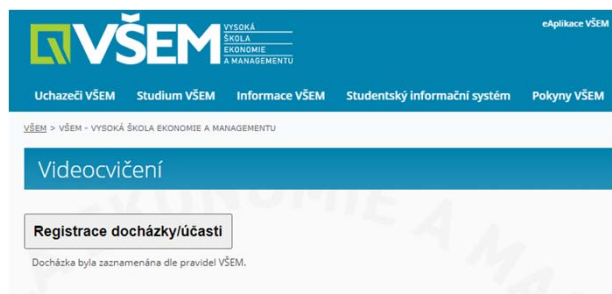 VŠEM
VYSOKÁ
ŠKOLA
EKONOMIE
A MANAGEMENTU
eAplikace VŠEM
Uchazeči VŠEM Studium VŠEM Informace VŠEM Studentský informační systém Pokyny VŠEM
VŠEM > VŠEM - VYSOKÁ ŠKOLA EKONOMIE A MANAGEMENTU
Videocvičení
Registrace docházky/účasti
Docházka byla zaznamenána dle pravidel VŠEM.